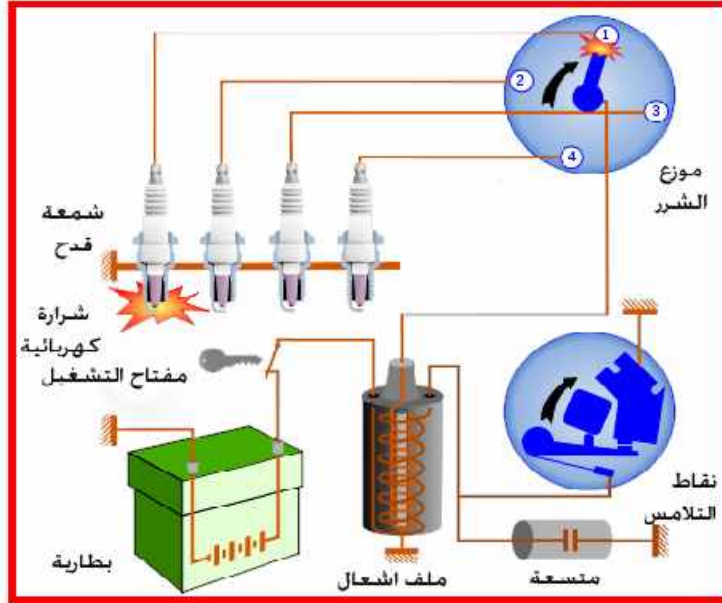 1
2
3
4
موزع
الشرر
شمعة
قدح
شرارة
كهربائية
مفتاح التشغيل
نقاط
التلامس
بطارية
ملف اشعال
متسعة